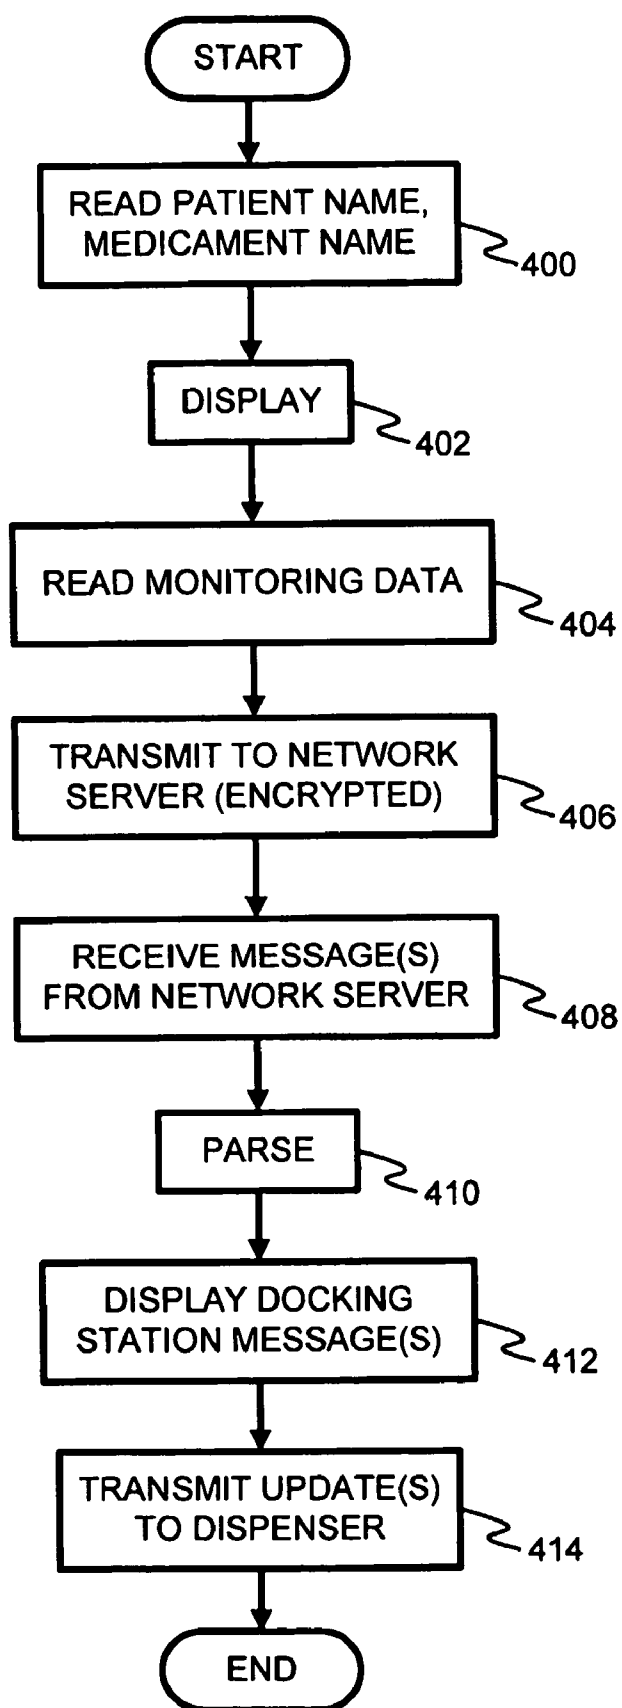 START
READ PATIENT NAME,
MEDICAMENT NAME
400
DISPLAY
402
READ MONITORING DATA
404
TRANSMIT TO NETWORK
SERVER (ENCRYPTED)
406
RECEIVE MESSAGE(S)
FROM NETWORK SERVER
408
PARSE
410
DISPLAY DOCKING
STATION MESSAGE(S)
412
TRANSMIT UPDATE(S)
TO DISPENSER
414
END